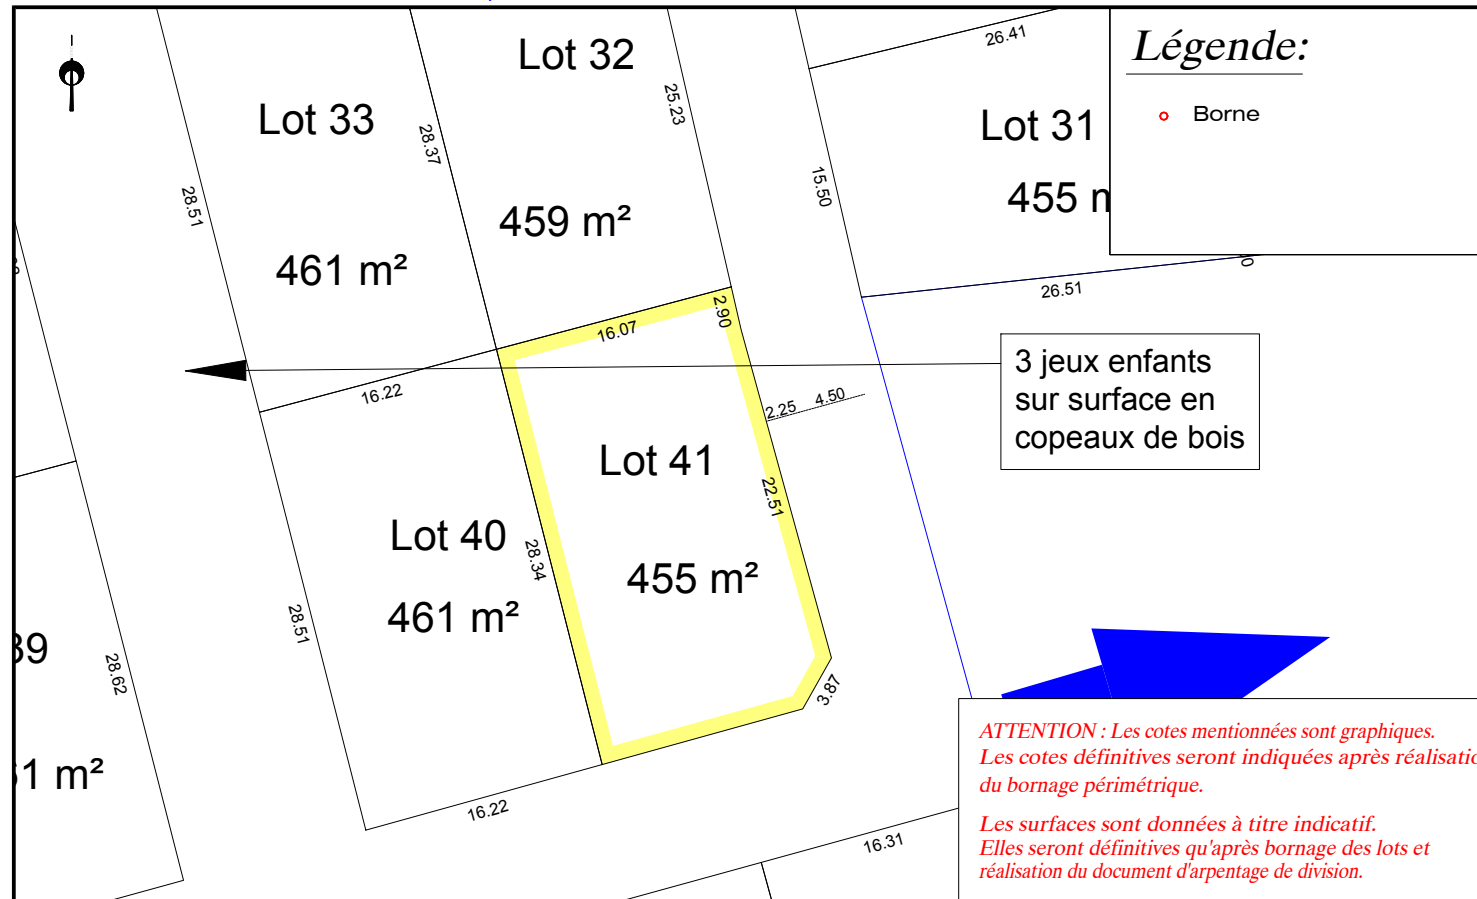 Légende:
Borne
Lot 32
26.41
25.23
Lot 33
Lot 31
28.37
15.50
455 m
28.51
459 m²
461 m²
26.51
2.90
16.07
3 jeux enfants
sur surface en
copeaux de bois
16.22
2.25
4.50
Lot 41
22.51
Lot 40
28.34
455 m²
461 m²
28.51
39
28.62
3.87
ATTENTION : Les cotes mentionnées sont graphiques.
Les cotes définitives seront indiquées après réalisatio
du bornage périmétrique.
Les surfaces sont données à titre indicatif.
Elles seront définitives qu'après bornage des lots et
réalisation du document d'arpentage de division.
1 m²
16.22
16.31